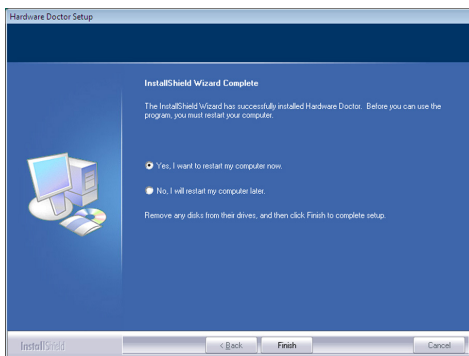 Hardware Doctor Setup
InstallShield Wizard Complete
The InstallShield Wizard has successfully installed Hardware Doctor. Before you can use the
program, you must restart your computer.
Yes, I want to restart my computer now.
No, I will restart my computer later.
Remove any disks from their drives, and then click Finish to complete setup.
InstallShield
< Back
Finish
Cancel